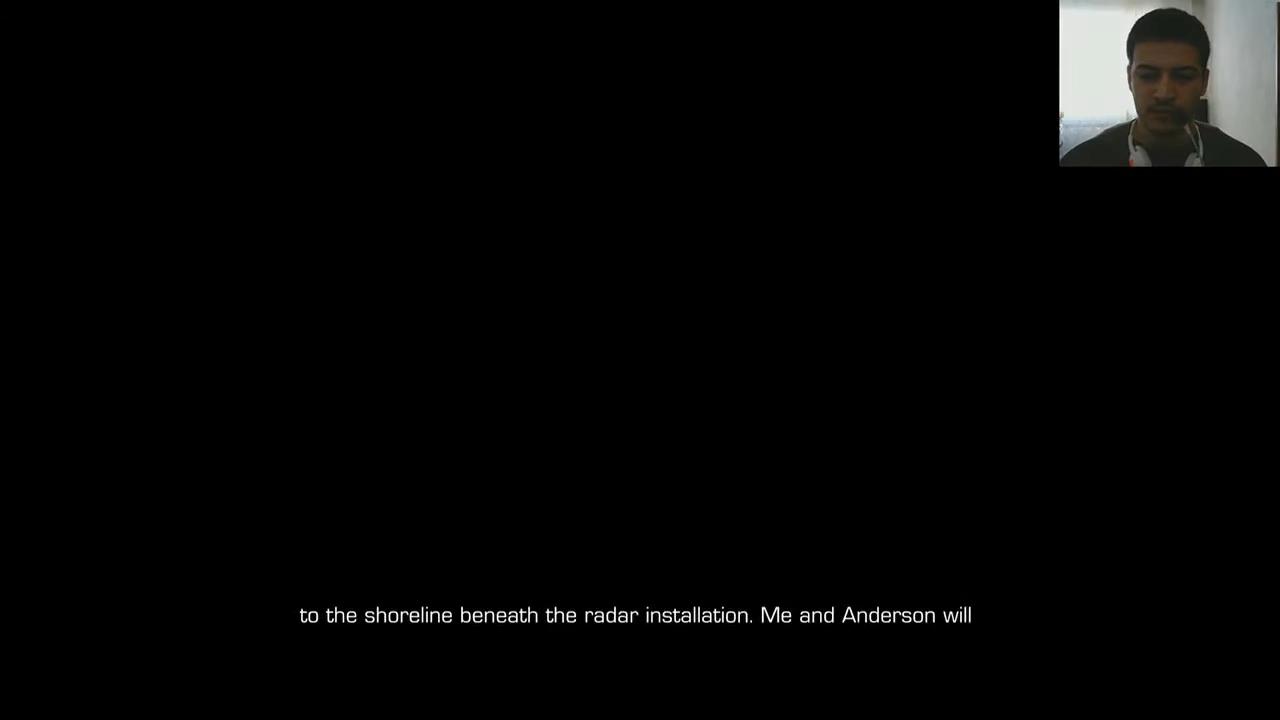 to the shoreline beneath the radar installation. Me and Anderson will